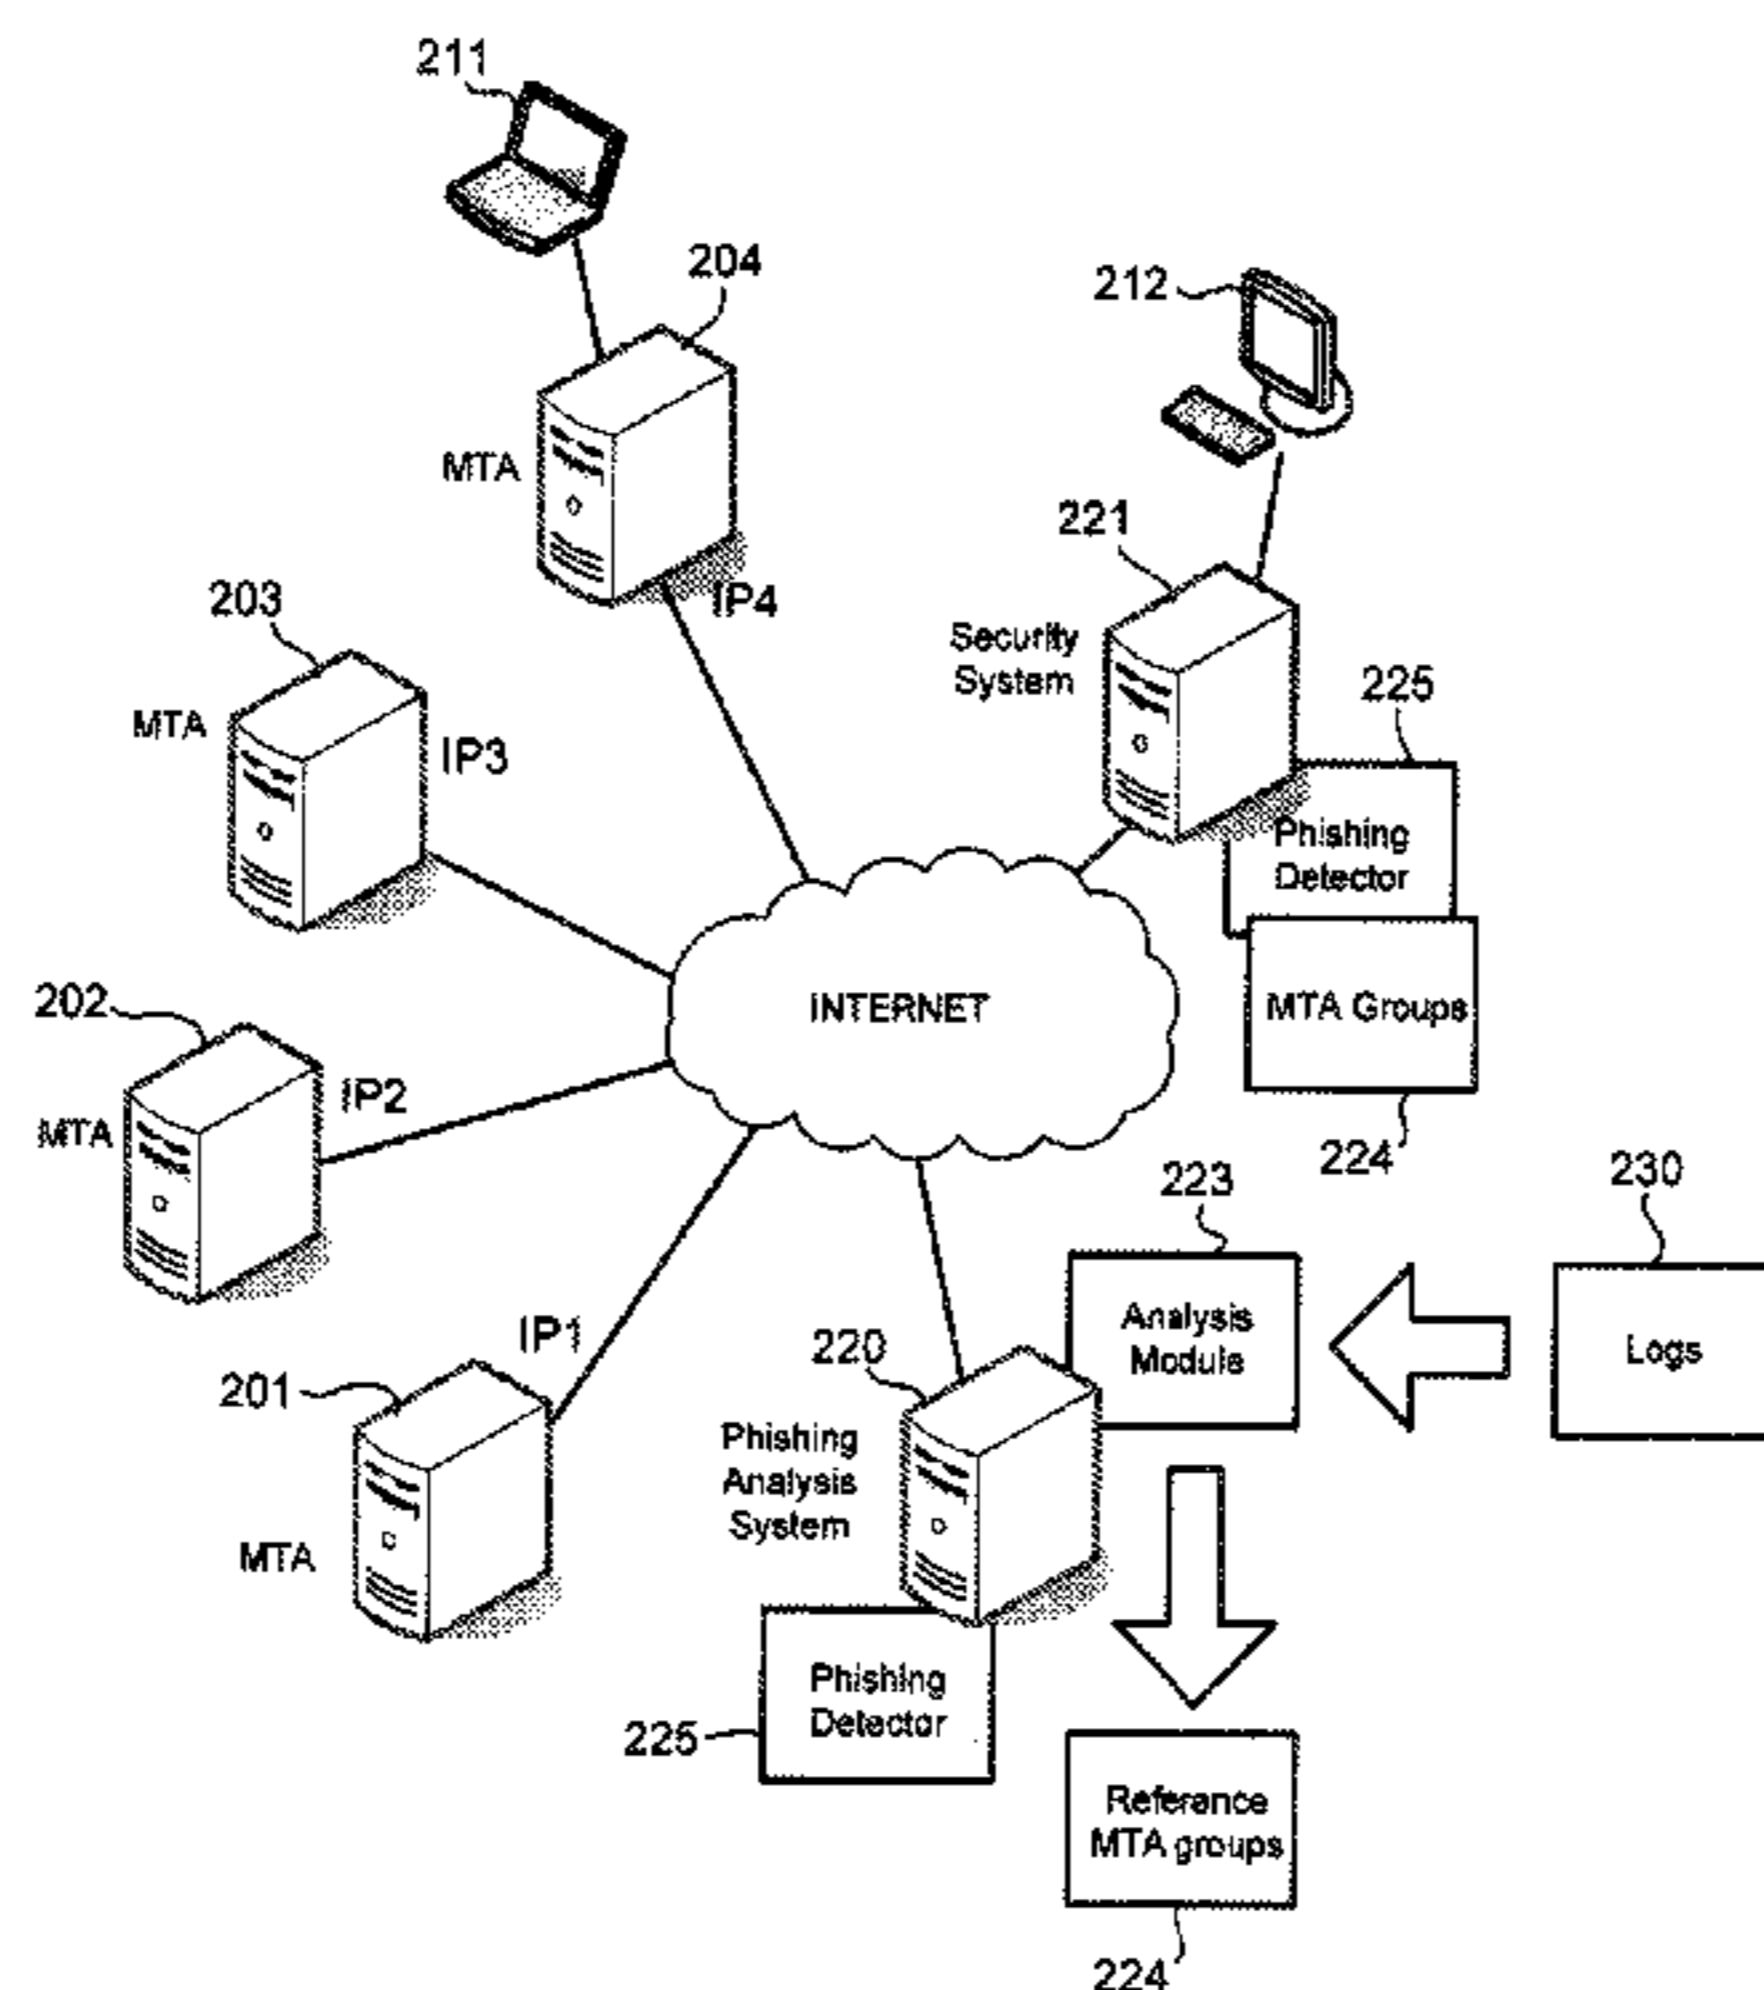 211
204
212
MTA
221
203
IP4
Security
System
225
MTA
IP3
Phishing
Detector
202
INTERNET
MTA Groups
IP2
MTA
224
223
230
IP1
Analysis
Module
220
Logs
201
Phishing
Analysis
System
MTA
Phishing
Detector
225
Reference
MTA groups
224